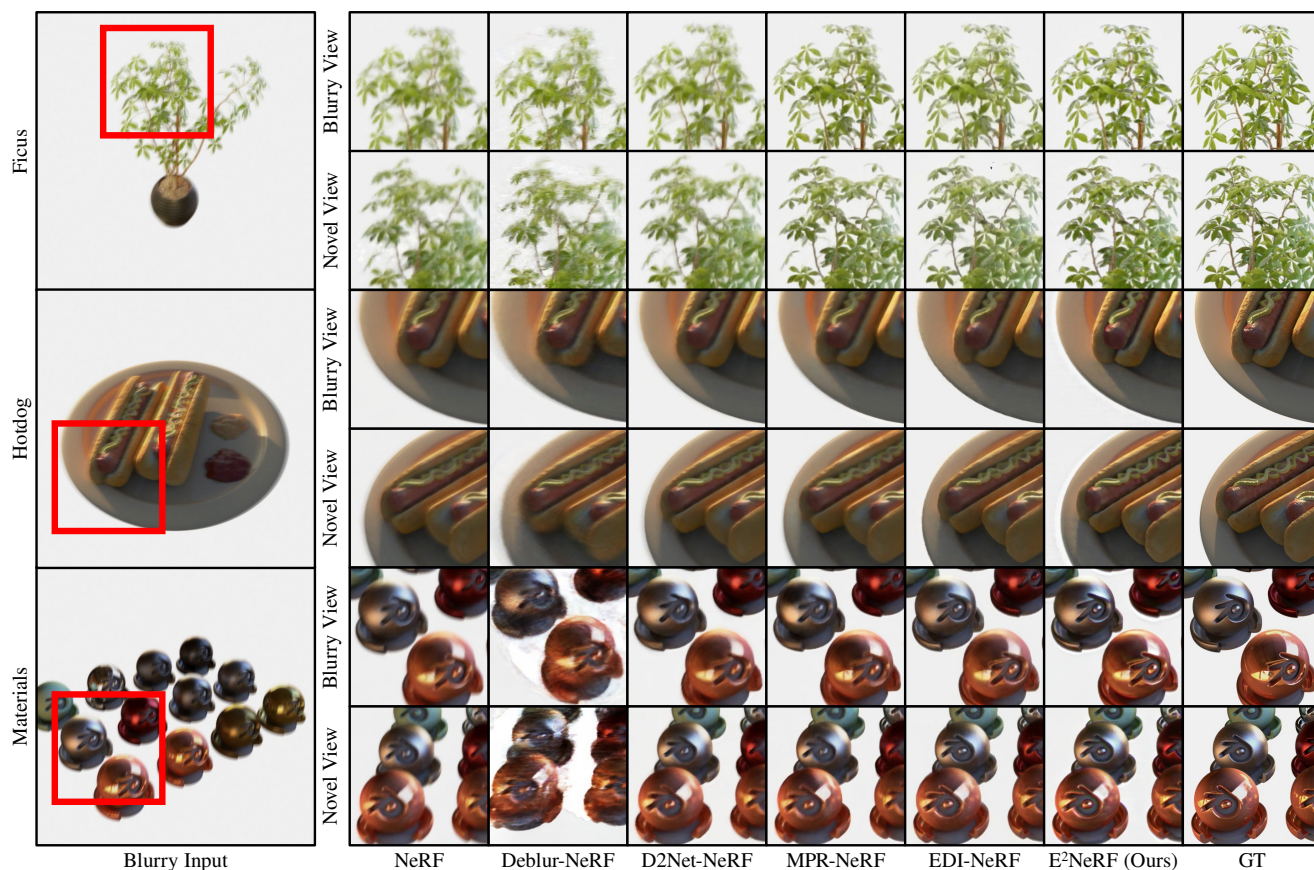 Ficus
Blurry View
Novel View
Hotdog
Blurry View
Novel View
Materials
Blurry View
Novel View
Blurry Input
NeRF
Deblur-NeRF
D2Net-NeRF
MPR-NeRF
EDI-NeRF
E²NeRF (Ours)
GT